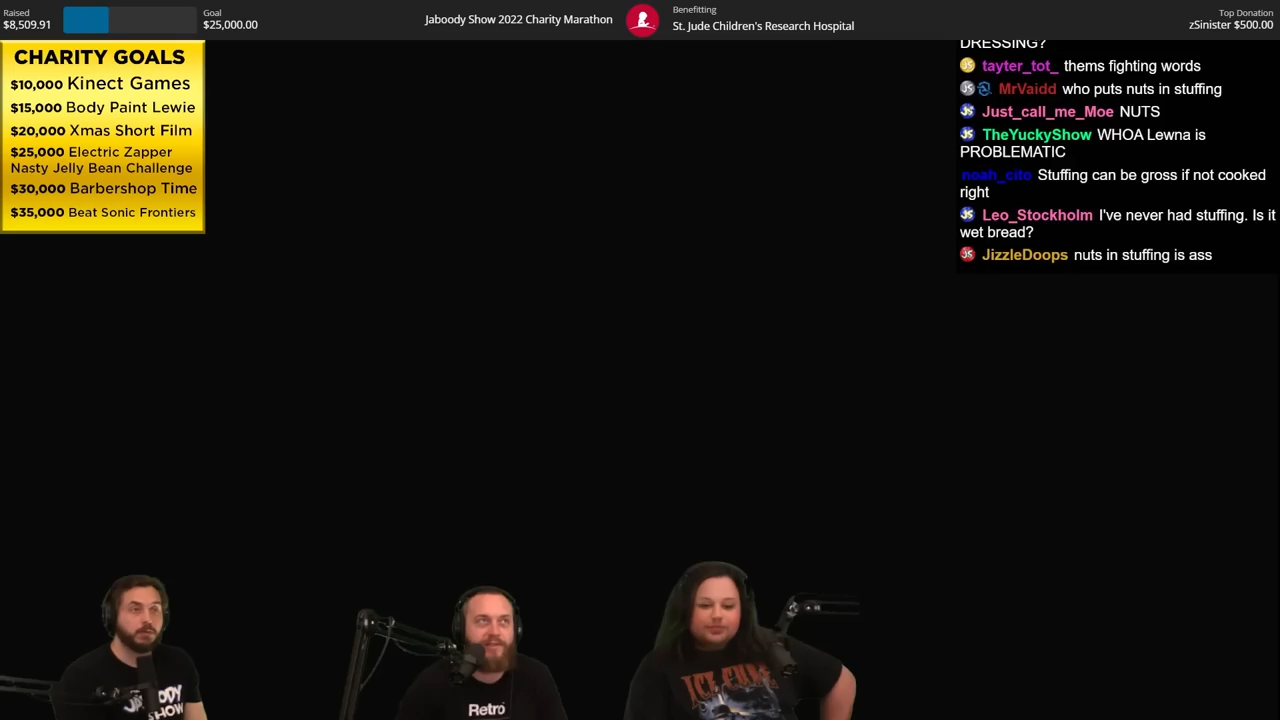 Raised
$8,509.91
Goal
$25,000.00
Jaboody Show 2022 Charity Marathon
Benefitting
St. Jude Children's Research Hospital
Top Donation
zSinister $500.00
CHARITY GOALS
$10,000 Kinect Games
$15,000 Body Paint Lewie
$20,000 Xmas Short Film
$25,000 Electric Zapper
Nasty Jelly Bean Challenge
$30,000 Barbershop Time
$35,000 Beat Sonic Frontiers
DRESSING?
tayter_tot_ thems fighting words
MrVaidd who puts nuts in stuffing
Just_call_me_Moe NUTS
TheYuckyShow WHOA Lewna is
PROBLEMATIC
noah_cito Stuffing can be gross if not cooked
right
Leo_Stockholm I've never had stuffing. Is it
wet bread?
JizzleDoops nuts in stuffing is ass
SHOW
Retro
ICE CUBE